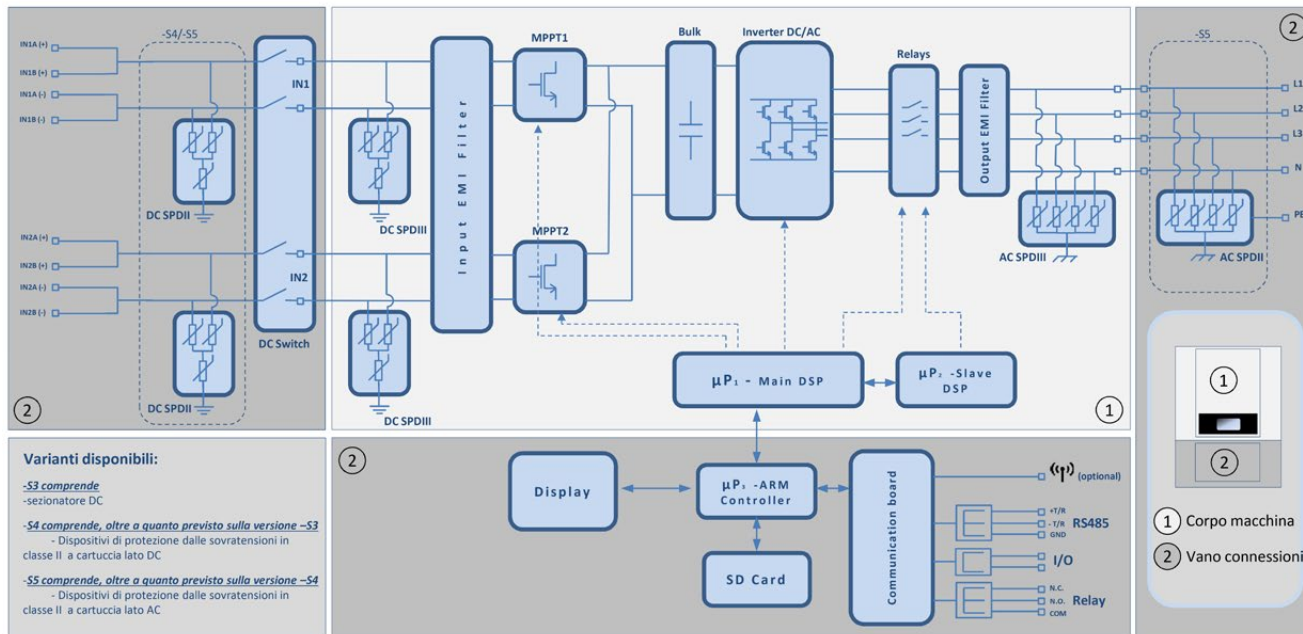 IN1A (+)
IN1B (+)
IN1A (-)
IN1B (-)
-S4/-S5
IN1
DC SPDII
IN2A (+)
IN2B (+)
IN2A (-)
IN2B (-)
IN2
DC Switch
DC SPDII
2
DC SPDIII
DC SPDIII
Input EMI Filter
MPPT1
MPPT2
Bulk
Inverter DC/AC
Relays
Output EMI Filter
AC SPDIII
µP₁ - Main DSP
µP₂ -Slave
DSP
1
2
-S5
L1
L2
L3
N
PE
AC SPDII
1
2
1 Corpo macchina
2 Vano connessioni
Varianti disponibili:
-S3 comprende
-sezionatore DC
-S4 comprende, oltre a quanto previsto sulla versione –S3
- Dispositivi di protezione dalle sovratensioni in
classe II a cartuccia lato DC
-S5 comprende, oltre a quanto previsto sulla versione –S4
- Dispositivi di protezione dalle sovratensioni in
classe II a cartuccia lato AC
2
Display
µP₃ -ARM
Controller
SD Card
Communication board
(optional)
+T/R
- T/R
GND
RS485
I/O
N.C.
N.O.
COM
Relay